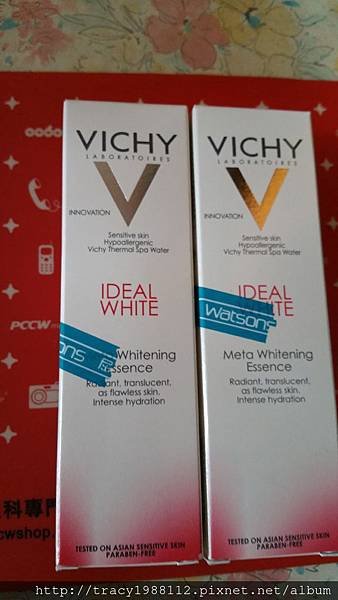 VICHY
LABORATOIRES
INNOVATION
Sensitive skin
Hypoallergenic
Vichy Thermal Spa Water
IDEAL
WHITE
Whitening
Essence
Radiant, translucent,
as flawless skin,
Intense hydration
TESTED ON ASIAN SENSITIVE SKIN
PARABEN-FREE
VICHY
LABORATOIRES
INNOVATION
Sensitive skin
Hypoallergenic
Vichy Thermal Spa Water
IDEAL
watsons
Meta Whitening
Essence
Radiant, translucent,
as flawless skin,
Intense hydration
TESTED ON ASIAN SENSITIVE SKIN
PARABEN-FREE
PCCW
科專門
cwshop.
http://tracy1988112.pixnet.net/album